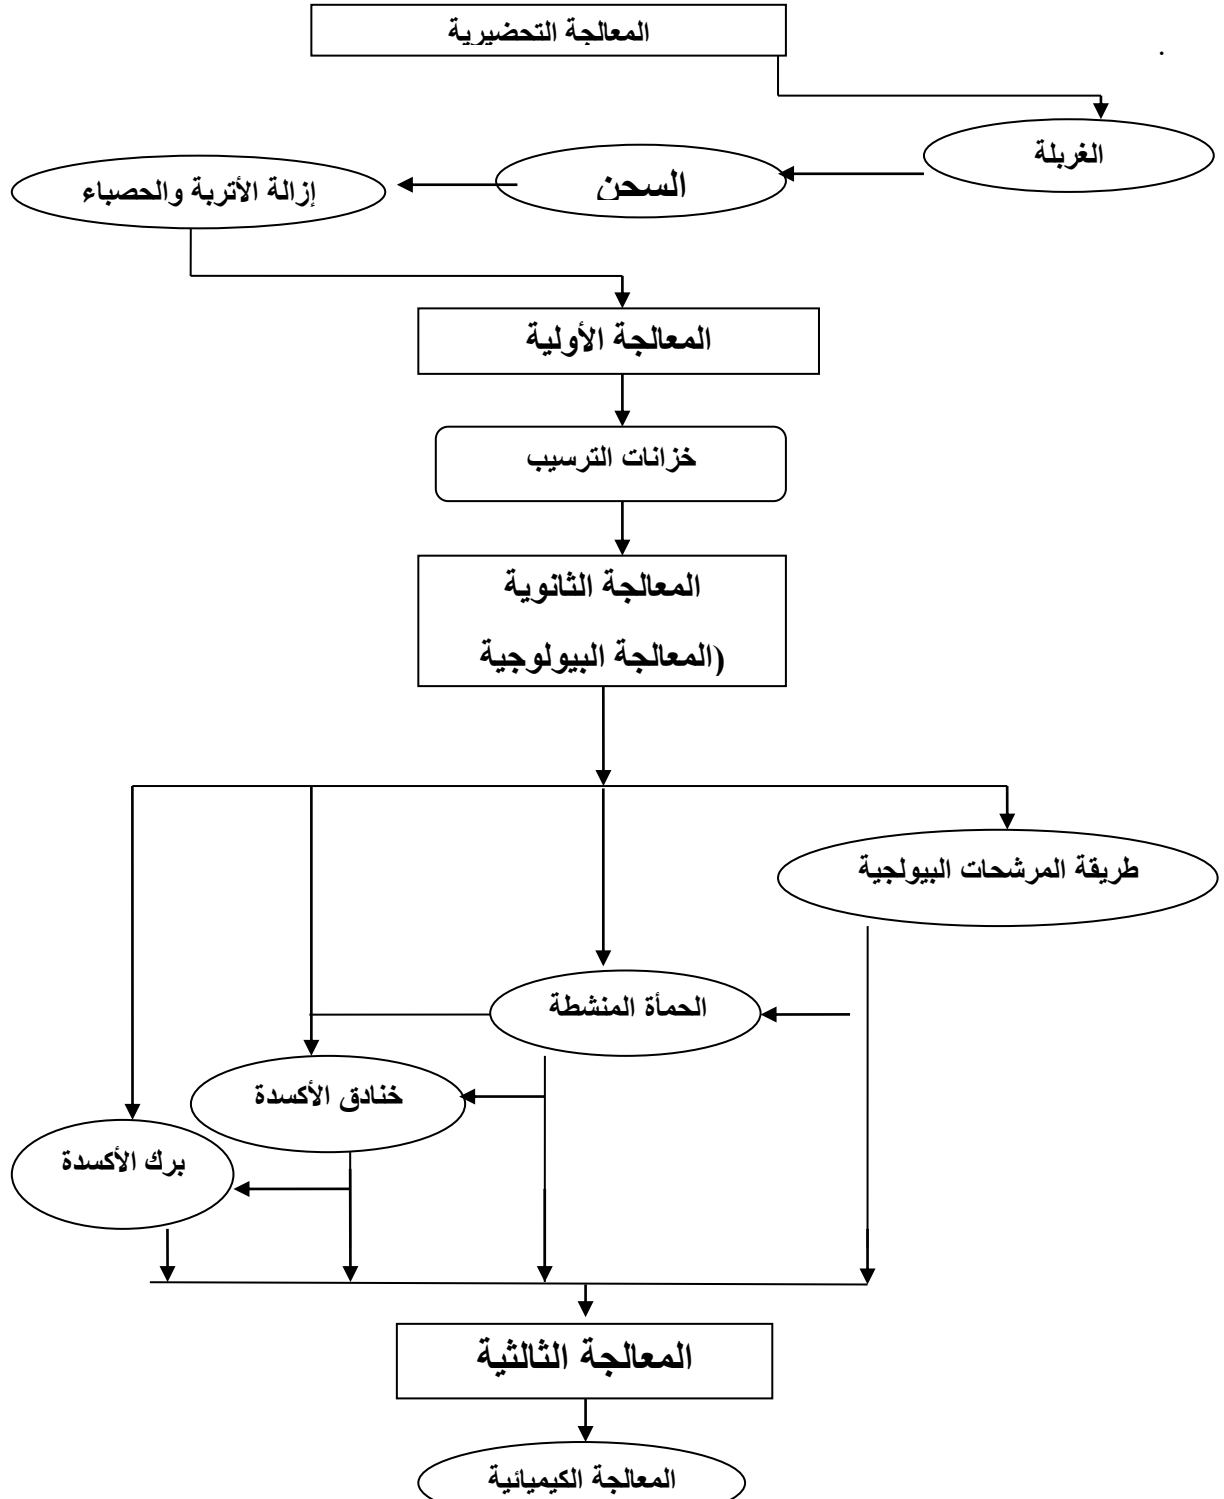 المعالجة التحضيرية
.
الغربلة
السحن
إزالة الأتربة والحصباء
المعالجة الأولية
خزانات الترسيب
المعالجة الثانوية
(المعالجة البيولوجية
طريقة المرشحات البيولجية
الحمأة المنشطة
خنادق الأكسدة
برك الأكسدة
المعالجة الثالثية
المعالجة الكيميائية